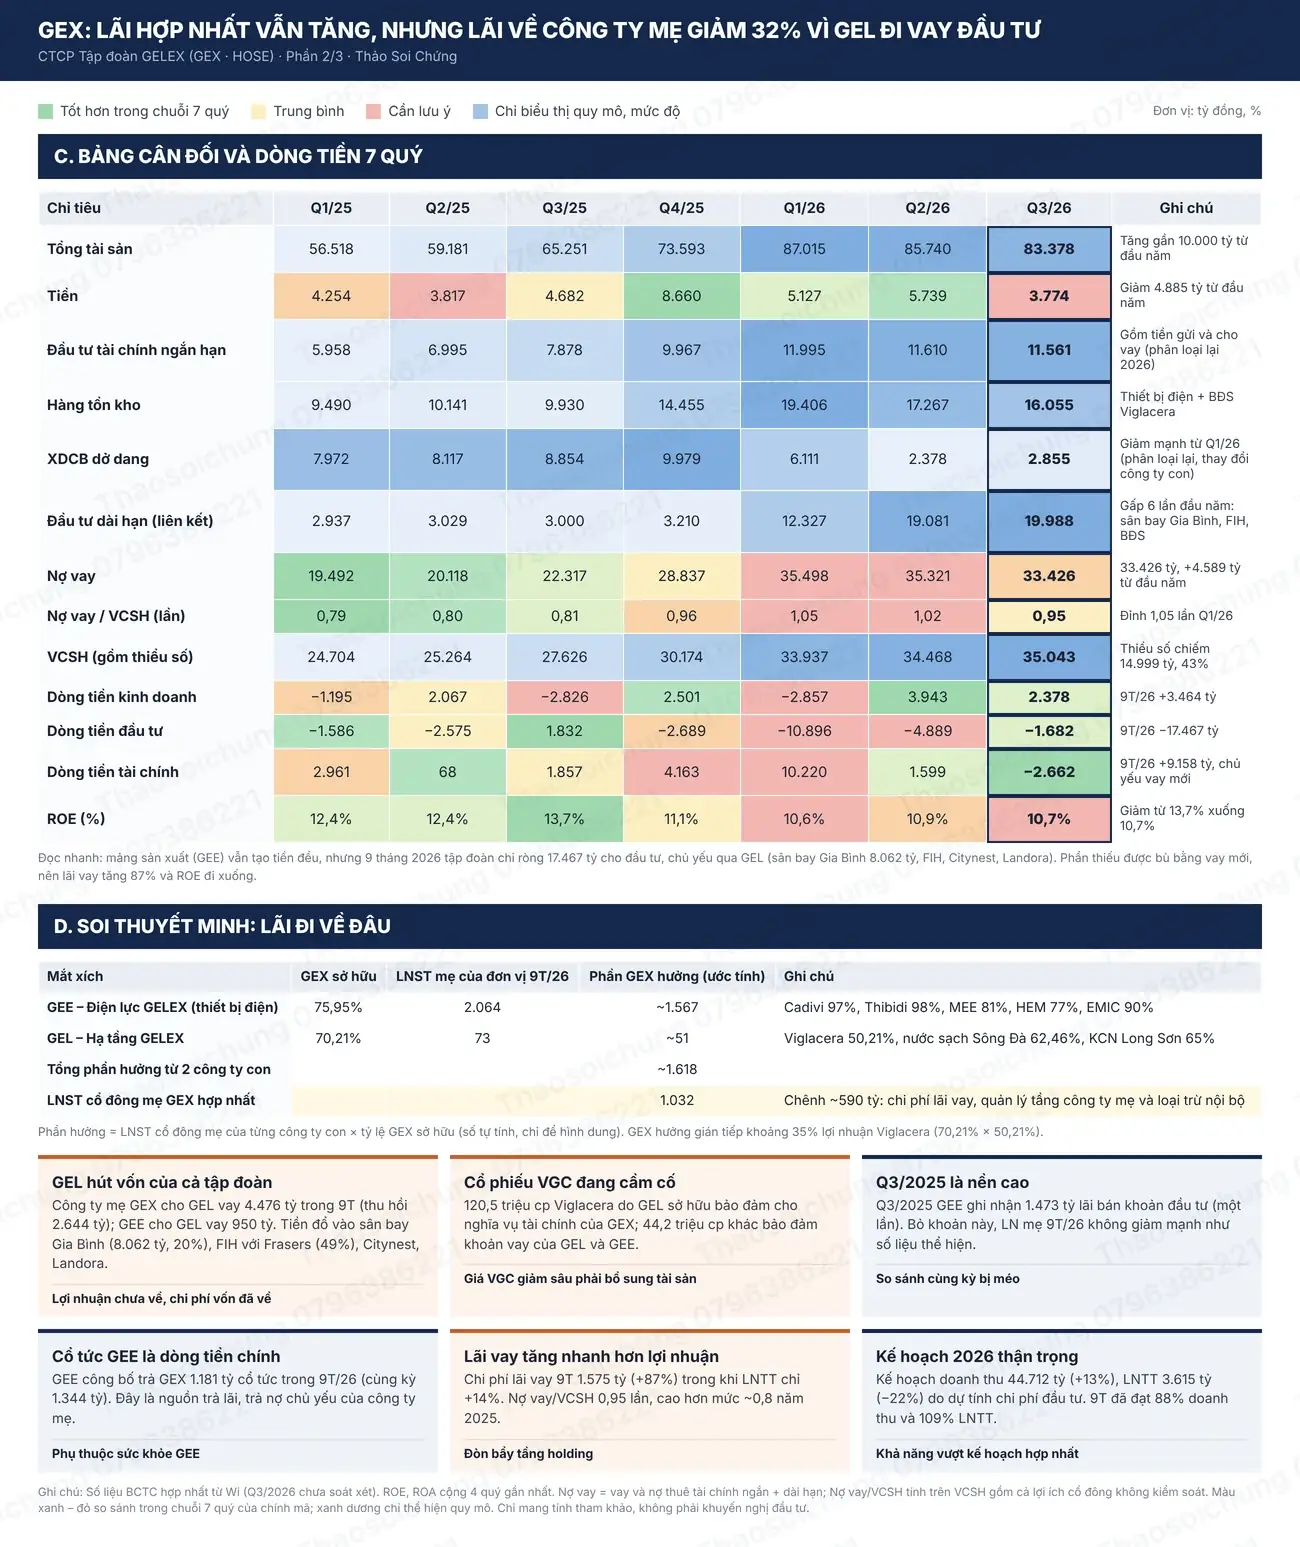 GEX: LÃI HỢP NHẤT VẪN TĂNG, NHƯNG LÃI VỀ CÔNG TY MẸ GIẢM 32% VÌ GEL ĐI VAY ĐẦU TƯ
CTCP Tập đoàn GELEX (GEX · HOSE) · Phần 2/3 · Thảo Soi Chứng
Tốt hơn trong chuỗi 7 quý Trung bình Cần lưu ý Chỉ biểu thị quy mô, mức độ Đơn vị: tỷ đồng, %
C. BẢNG CÂN ĐỐI VÀ DÒNG TIỀN 7 QUÝ
Chỉ tiêu Q1/25 Q2/25 Q3/25 Q4/25 Q1/26 Q2/26 Q3/26 Ghi chú
Tổng tài sản 56.518 59.181 65.251 73.593 87.015 85.740 83.378 Tăng gần 10.000 tỷ từ
đầu năm
Tiền 4.254 3.817 4.682 8.660 5.127 5.739 3.774 Giảm 4.885 tỷ từ đầu
năm
Đầu tư tài chính ngắn hạn 5.958 6.995 7.878 9.967 11.995 11.610 11.561 Gồm tiền gửi và cho
vay (phân loại lại
2026)
Hàng tồn kho 9.490 10.141 9.930 14.455 19.406 17.267 16.055 Thiết bị điện + BĐS
Viglacera
XDCB dở dang 7.972 8.117 8.854 9.979 6.111 2.378 2.855 Giảm mạnh từ Q1/26
(phân loại lại, thay đổi
công ty con)
Đầu tư dài hạn (liên kết) 2.937 3.029 3.000 3.210 12.327 19.081 19.988 Gấp 6 lần đầu năm:
sân bay Gia Bình, FIH,
BĐS
Nợ vay 19.492 20.118 22.317 28.837 35.498 35.321 33.426 33.426 tỷ, +4.589 tỷ
từ đầu năm
Nợ vay / VCSH (lần) 0,79 0,80 0,81 0,96 1,05 1,02 0,95 Đỉnh 1,05 lần Q1/26
VCSH (gồm thiểu số) 24.704 25.264 27.626 30.174 33.937 34.468 35.043 Thiểu số chiếm
14.999 tỷ, 43%
Dòng tiền kinh doanh −1.195 2.067 −2.826 2.501 −2.857 3.943 2.378 9T/26 +3.464 tỷ
Dòng tiền đầu tư −1.586 −2.575 1.832 −2.689 −10.896 −4.889 −1.682 9T/26 −17.467 tỷ
Dòng tiền tài chính 2.961 68 1.857 4.163 10.220 1.599 −2.662 9T/26 +9.158 tỷ, chủ
yếu vay mới
ROE (%) 12,4% 12,4% 13,7% 11,1% 10,6% 10,9% 10,7% Giảm từ 13,7% xuống
10,7%
Đọc nhanh: mảng sản xuất (GEE) vẫn tạo tiền đều, nhưng 9 tháng 2026 tập đoàn chi ròng 17.467 tỷ cho đầu tư, chủ yếu qua GEL (sân bay Gia Bình 8.062 tỷ, FIH, Citynest, Landora). Phần thiếu được bù bằng vay mới,
nên lãi vay tăng 87% và ROE đi xuống.
D. SOI THUYẾT MINH: LÃI ĐI VỀ ĐÂU
Mắt xích GEX sở hữu LNST mẹ của đơn vị 9T/26 Phần GEX hưởng (ước tính) Ghi chú
GEE – Điện lực GELEX (thiết bị điện) 75,95% 2.064 ~1.567 Cadivi 97%, Thibidi 98%, MEE 81%, HEM 77%, EMIC 90%
GEL – Hạ tầng GELEX 70,21% 73 ~51 Viglacera 50,21%, nước sạch Sông Đà 62,46%, KCN Long Sơn 65%
Tổng phần hưởng từ 2 công ty con ~1.618
LNST cổ đông mẹ GEX hợp nhất 1.032 Chênh ~590 tỷ: chi phí lãi vay, quản lý tầng công ty mẹ và loại trừ nội bộ
Phần hưởng = LNST cổ đông mẹ của từng công ty con × tỷ lệ GEX sở hữu (số tự tính, chỉ để hình dung). GEX hưởng gián tiếp khoảng 35% lợi nhuận Viglacera (70,21% × 50,21%).
GEL hút vốn của cả tập đoàn
Công ty mẹ GEX cho GEL vay 4.476 tỷ trong 9T (thu hồi
2.644 tỷ); GEE cho GEL vay 950 tỷ. Tiền đổ vào sân bay
Gia Bình (8.062 tỷ, 20%), FIH với Frasers (49%), Citynest,
Landora.
Lợi nhuận chưa về, chi phí vốn đã về
Cổ phiếu VGC đang cầm cố
120,5 triệu cp Viglacera do GEL sở hữu bảo đảm cho
nghĩa vụ tài chính của GEX; 44,2 triệu cp khác bảo đảm
khoản vay của GEL và GEE.
Giá VGC giảm sâu phải bổ sung tài sản
Q3/2025 là nền cao
Q3/2025 GEE ghi nhận 1.473 tỷ lãi bán khoản đầu tư (một
lần). Bỏ khoản này, LN mẹ 9T/26 không giảm mạnh như
số liệu thể hiện.
So sánh cùng kỳ bị méo
Cổ tức GEE là dòng tiền chính
GEE công bố trả GEX 1.181 tỷ cổ tức trong 9T/26 (cùng kỳ
1.344 tỷ). Đây là nguồn trả lãi, trả nợ chủ yếu của công ty
mẹ.
Phụ thuộc sức khỏe GEE
Lãi vay tăng nhanh hơn lợi nhuận
Chi phí lãi vay 9T 1.575 tỷ (+87%) trong khi LNTT chỉ
+14%. Nợ vay/VCSH 0,95 lần, cao hơn mức ~0,8 năm
2025.
Đòn bẩy tầng holding
Kế hoạch 2026 thận trọng
Kế hoạch doanh thu 44.712 tỷ (+13%), LNTT 3.615 tỷ
(−22%) do dự tính chi phí đầu tư. 9T đã đạt 88% doanh
thu và 109% LNTT.
Khả năng vượt kế hoạch hợp nhất
Ghi chú: Số liệu BCTC hợp nhất từ Wi (Q3/2026 chưa soát xét). ROE, ROA cộng 4 quý gần nhất. Nợ vay = vay và nợ thuê tài chính ngắn + dài hạn; Nợ vay/VCSH tính trên VCSH gồm cả lợi ích cổ đông không kiểm soát. Màu
xanh – đỏ so sánh trong chuỗi 7 quý của chính mã; xanh dương chỉ thể hiện quy mô. Chỉ mang tính tham khảo, không phải khuyến nghị đầu tư.
Thaosoichung 0796386221